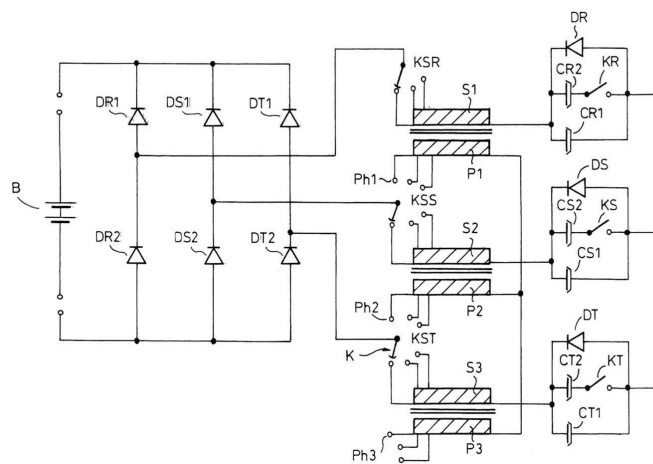 DR
KSR
CR2
KR
S1
DR1
DS1
DT1
CR1
P1
Ph1
DS
KSS
CS2
KS
B
S2
DR2
DS2
DT2
CS1
P2
Ph2
DT
KST
K
CT2
KT
S3
CT1
P3
Ph3